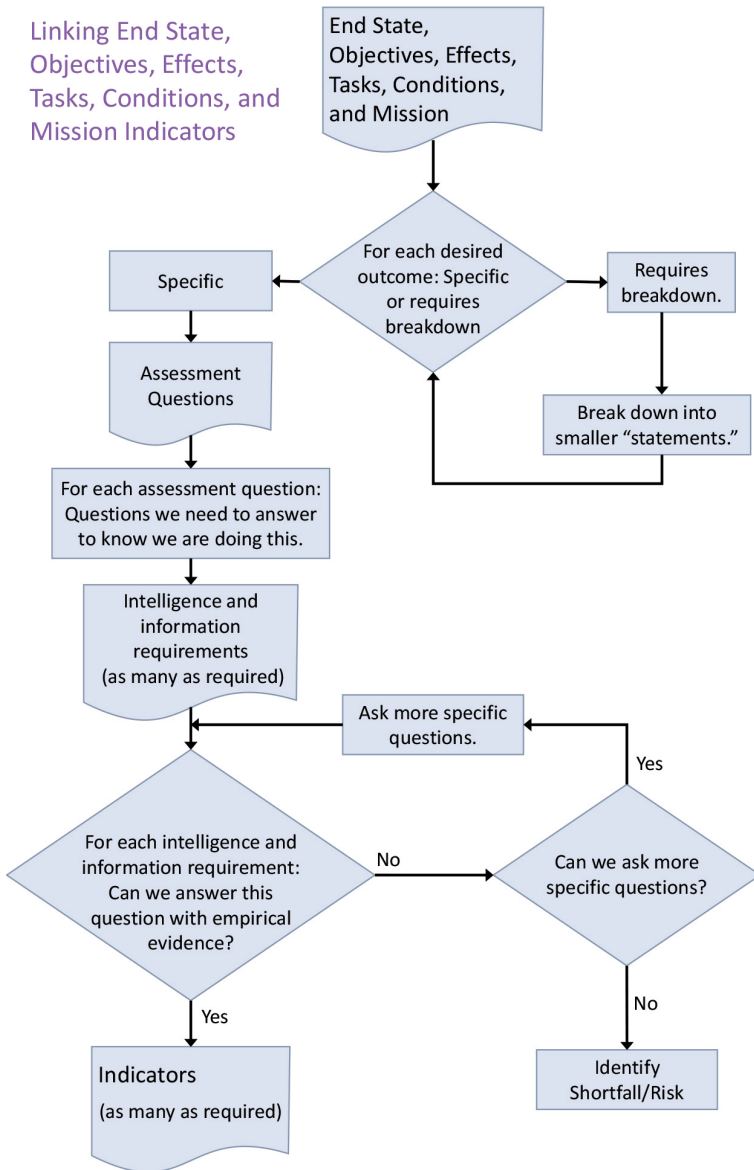 Linking End State,
Objectives, Effects,
Tasks, Conditions, and
Mission Indicators
End State,
Objectives, Effects,
Tasks, Conditions,
and Mission
For each desired
outcome: Specific
or requires
breakdown
Specific
Requires
breakdown.
Assessment
Questions
Break down into
smaller “statements.”
For each assessment question:
Questions we need to answer
to know we are doing this.
Intelligence and
information
requirements
(as many as required)
Ask more specific
questions.
Yes
For each intelligence and
information requirement:
Can we answer this
question with empirical
evidence?
No
Can we ask more
specific questions?
Yes
No
Indicators
(as many as required)
Identify
Shortfall/Risk